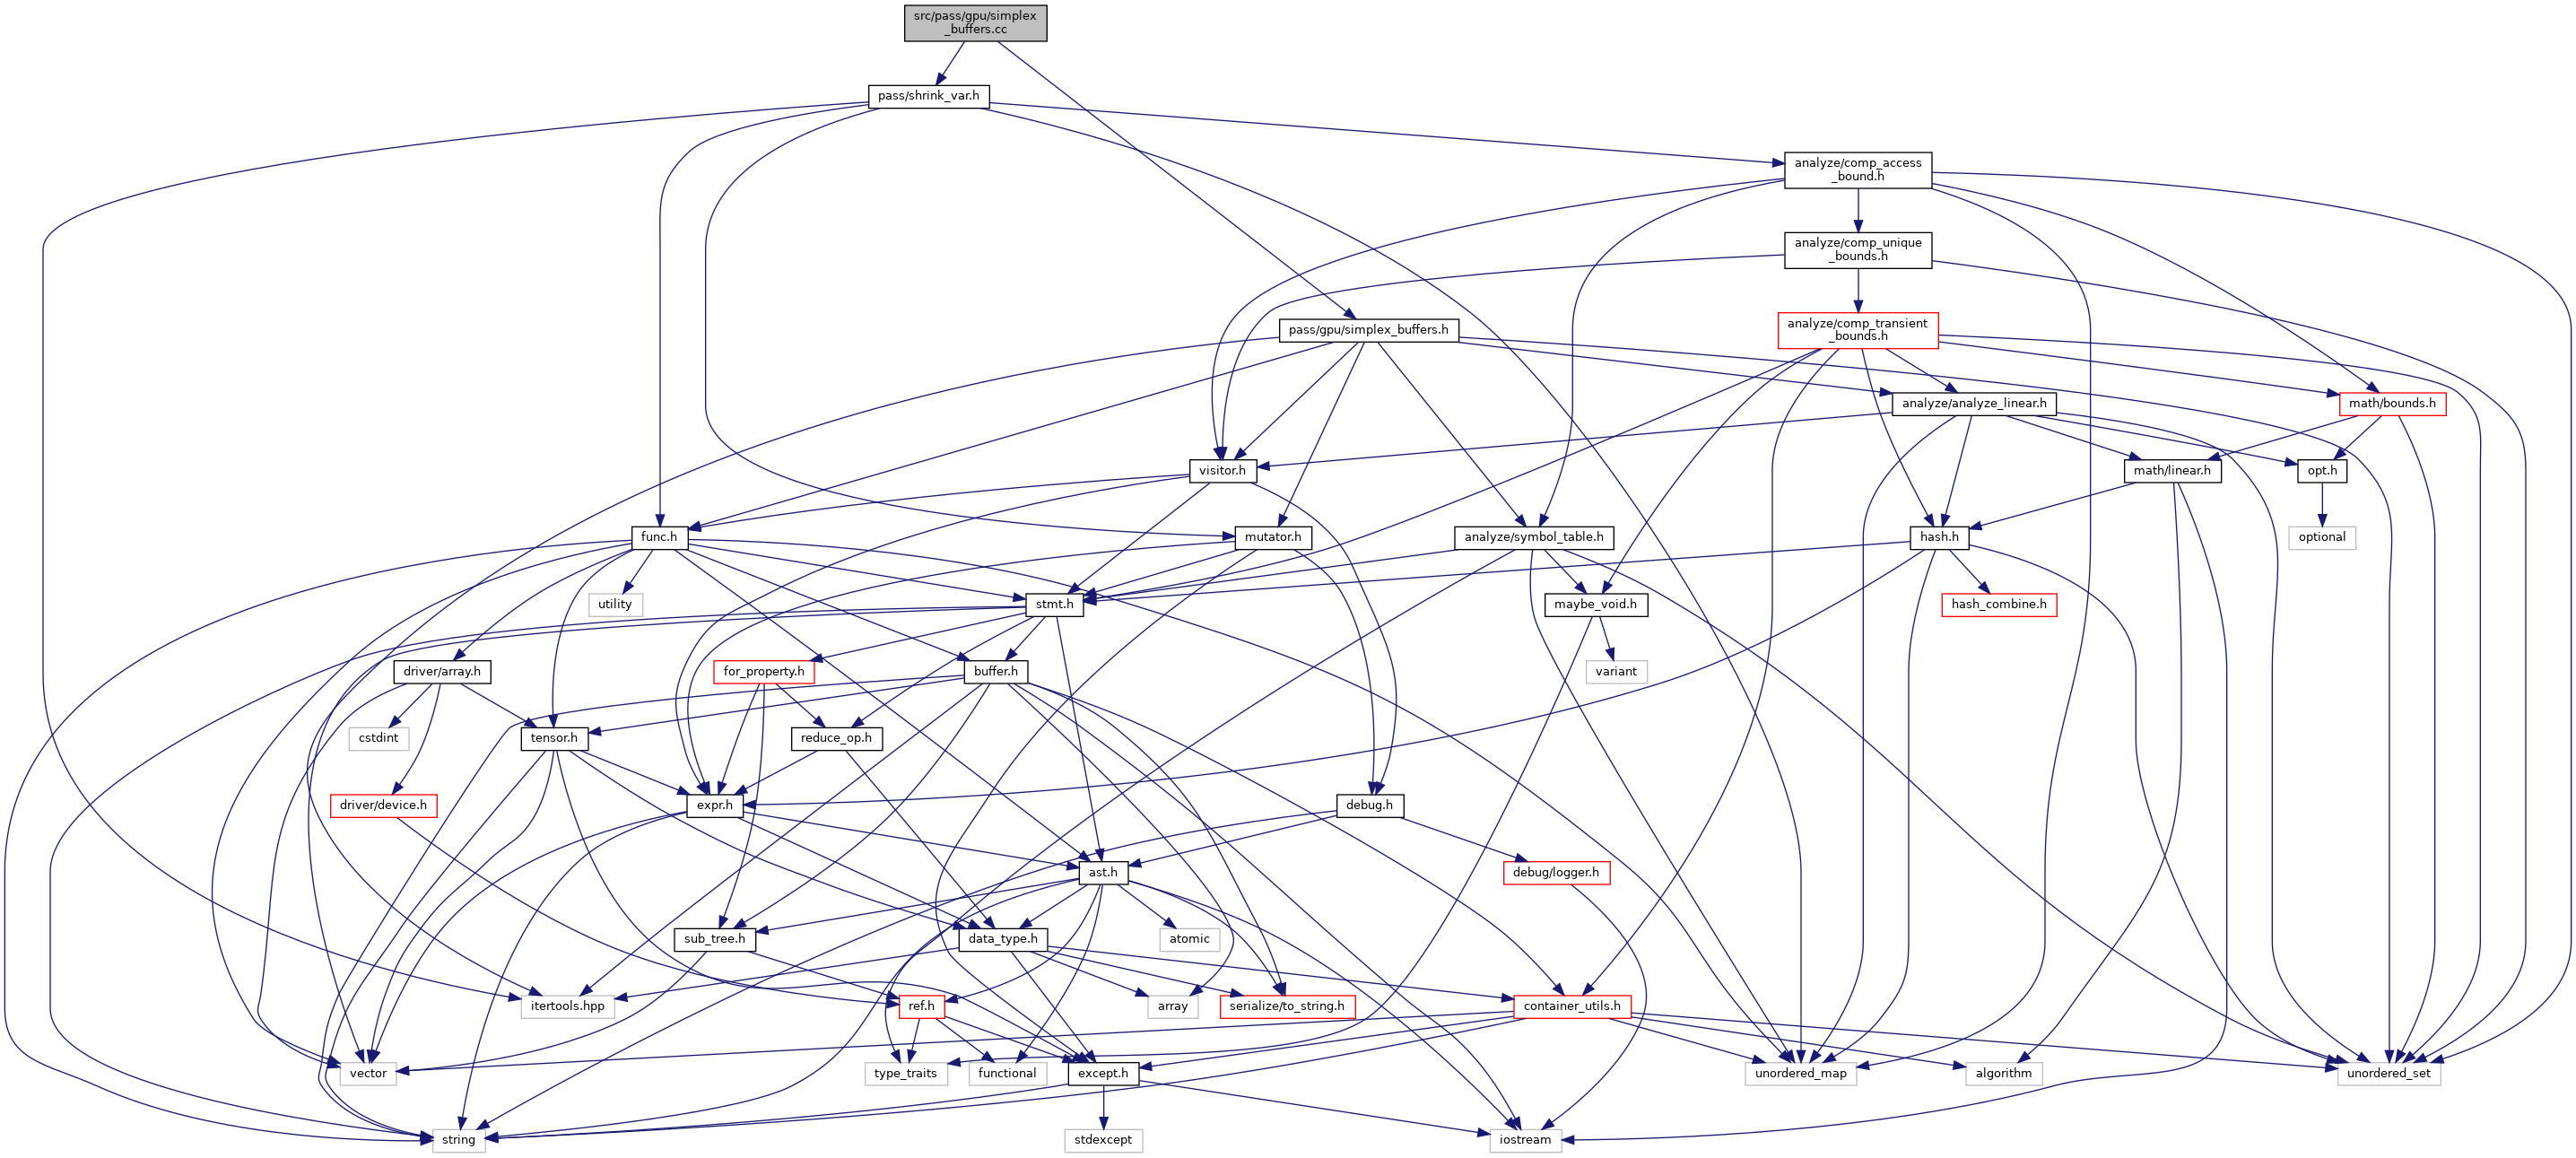 src/pass/gpu/simplex
_buffers.cc
pass/shrink_var.h
analyze/comp_access
_bound.h
analyze/comp_unique
_bounds.h
pass/gpu/simplex_buffers.h
analyze/comp_transient
_bounds.h
analyze/analyze_linear.h
math/bounds.h
visitor.h
math/linear.h
opt.h
func.h
mutator.h
analyze/symbol_table.h
hash.h
optional
utility
stmt.h
maybe_void.h
hash_combine.h
driver/array.h
for_property.h
buffer.h
variant
cstdint
tensor.h
reduce_op.h
driver/device.h
expr.h
debug.h
ast.h
debug/logger.h
sub_tree.h
data_type.h
atomic
itertools.hpp
ref.h
array
serialize/to_string.h
container_utils.h
vector
type_traits
functional
except.h
unordered_map
algorithm
unordered_set
string
stdexcept
iostream